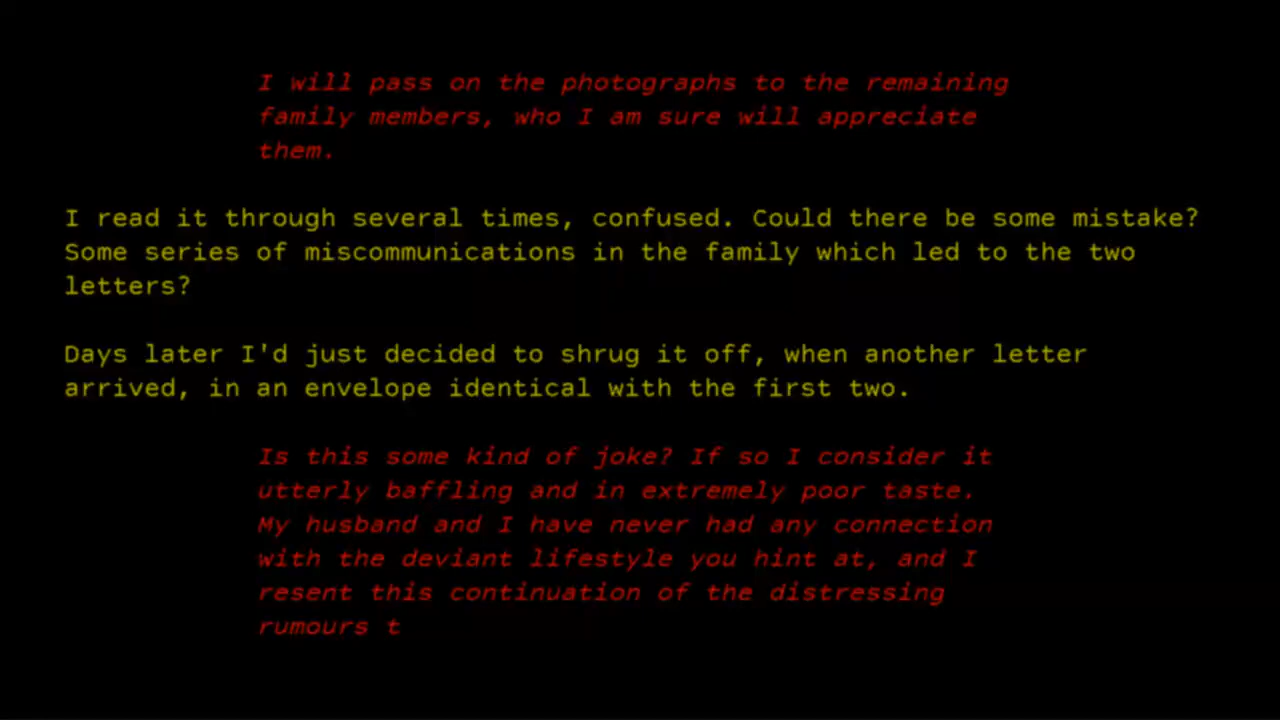 I will pass on the photographs to the remaining
family members, who I am sure will appreciate
them.
I read it through several times, confused. Could there be some mistake?
Some series of miscommunications in the family which led to the two
letters?
Days later I'd just decided to shrug it off, when another letter
arrived, in an envelope identical with the first two.
Is this some kind of joke? If so I consider it
utterly baffling and in extremely poor taste.
My husband and I have never had any connection
with the deviant lifestyle you hint at, and I
resent this continuation of the distressing
rumours t